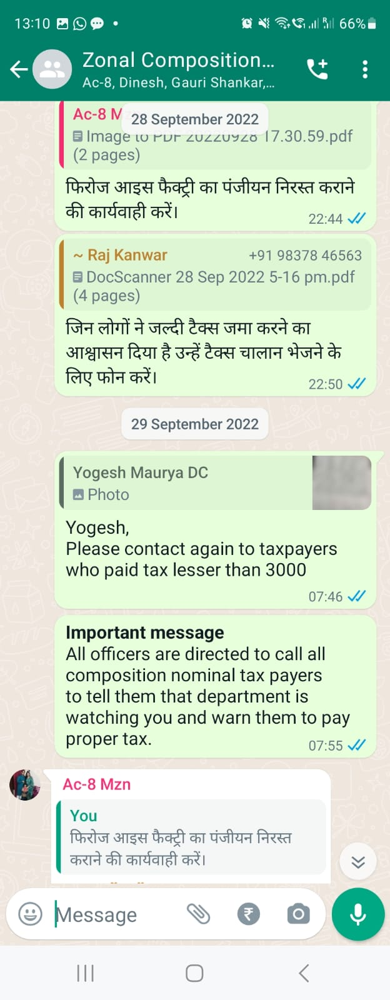 13:10
66%
Zonal Composition...
Ac-8, Dinesh, Gauri Shankar,...
28 September 2022
Ac-8 M
Image to PDF 20220928 17.30.59.pdf
(2 pages)
फिरोज आइस फैक्ट्री का पंजीयन निरस्त कराने
की कार्यवाही करें।
22:44
~ Raj Kanwar +91 98378 46563
DocScanner 28 Sep 2022 5-16 pm.pdf
(4 pages)
जिन लोगों ने जल्दी टैक्स जमा करने का
आश्वासन दिया है उन्हें टैक्स चालान भेजने के
लिए फोन करें।
22:50
29 September 2022
Yogesh Maurya DC
Photo
Yogesh,
Please contact again to taxpayers
who paid tax lesser than 3000
07:46
Important message
All officers are directed to call all
composition nominal tax payers
to tell them that department is
watching you and warn them to pay
proper tax.
07:55
Ac-8 Mzn
You
फिरोज आइस फैक्ट्री का पंजीयन निरस्त
कराने की कार्यवाही करें।
Message